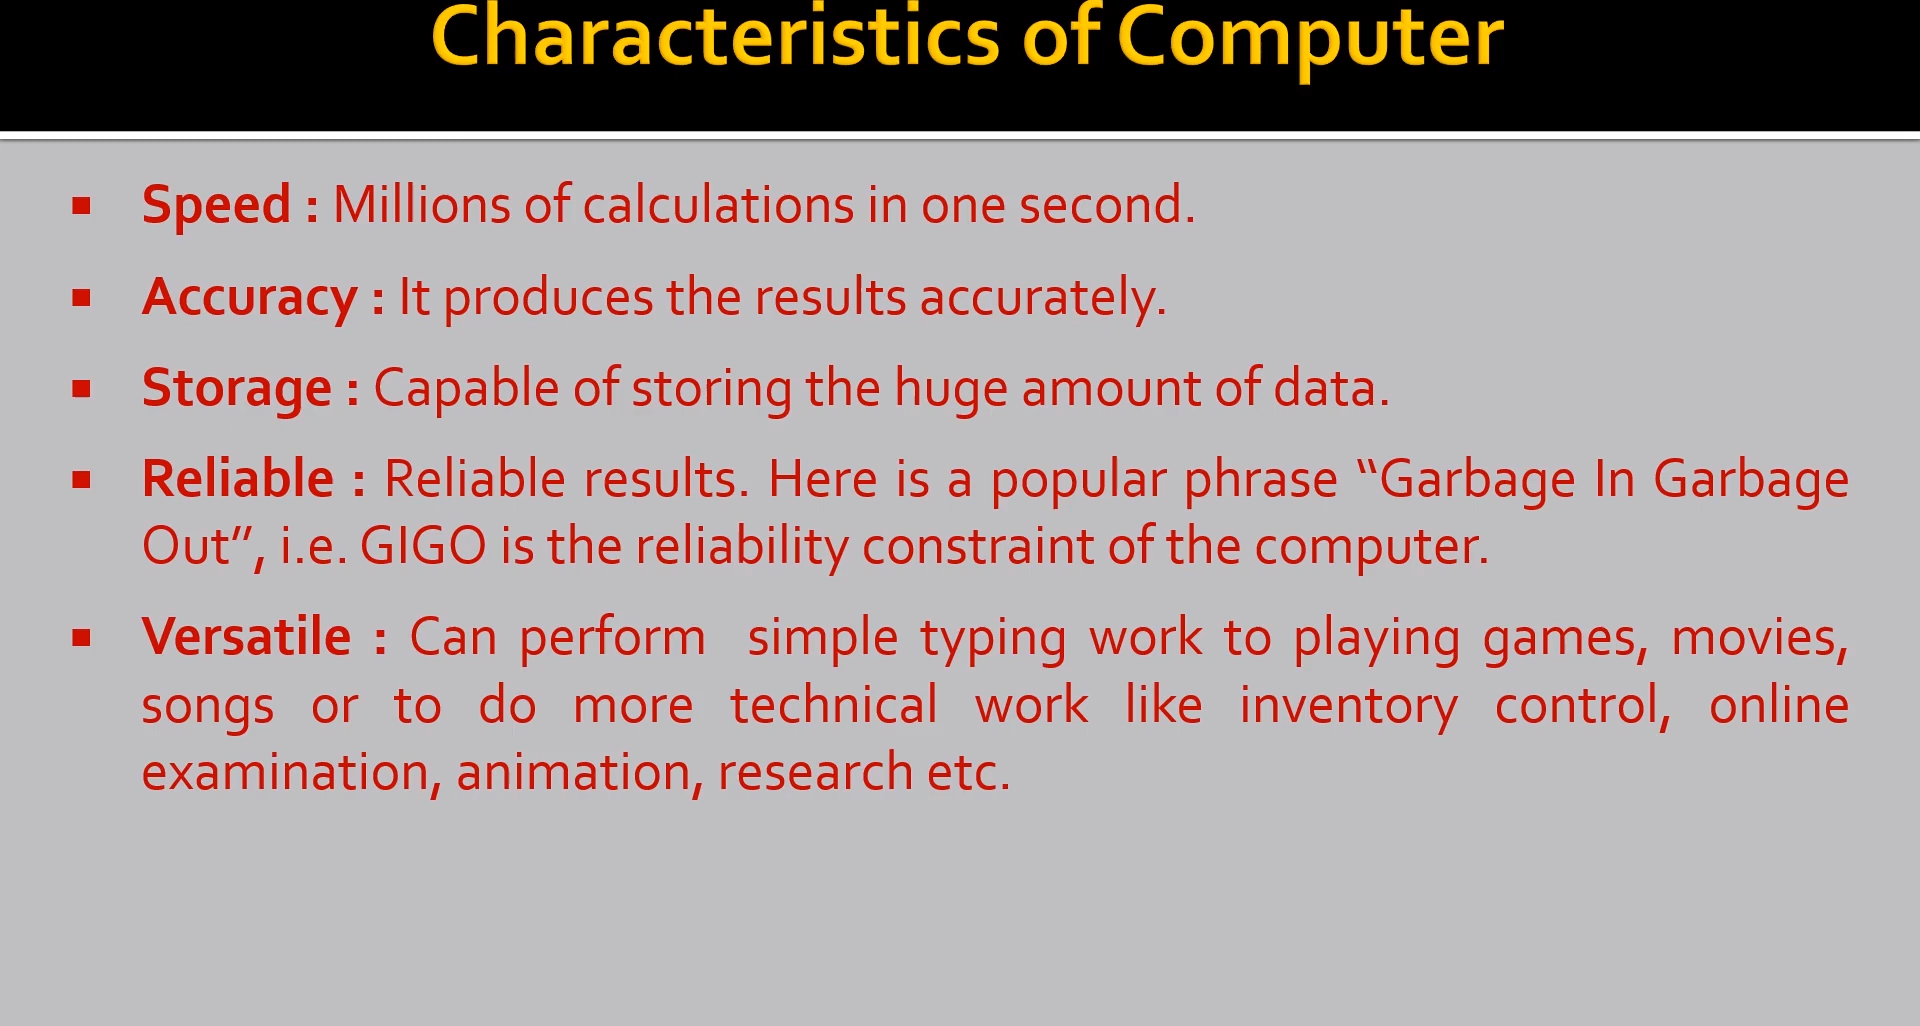 Characteristics of Computer
▪ Speed : Millions of calculations in one second.
▪ Accuracy : It produces the results accurately.
▪ Storage : Capable of storing the huge amount of data.
▪ Reliable : Reliable results. Here is a popular phrase “Garbage In Garbage
Out”, i.e. GIGO is the reliability constraint of the computer.
▪ Versatile : Can perform  simple typing work to playing games, movies,
songs or to do more technical work like inventory control, online
examination, animation, research etc.